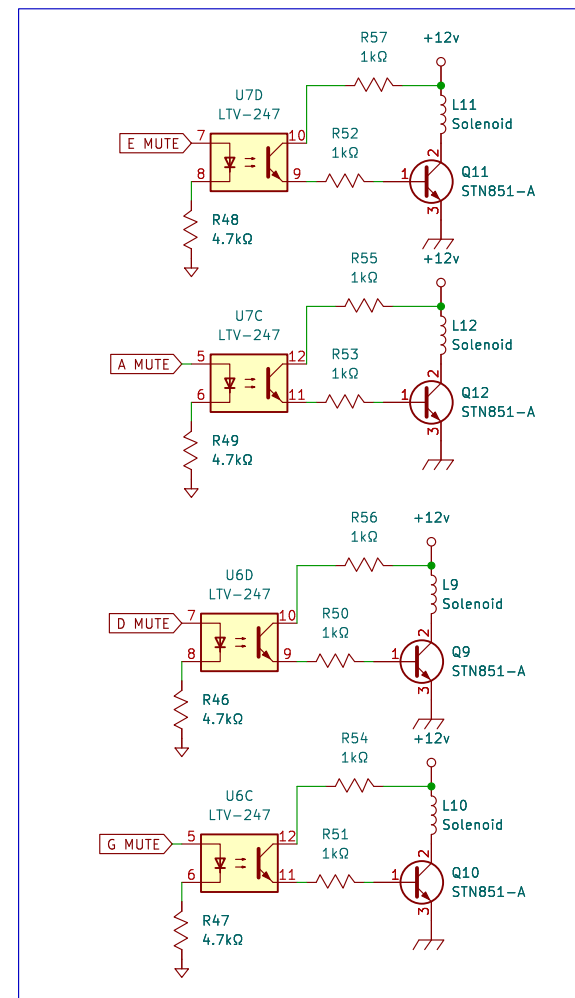 R57
1kΩ
+12v
U7D
LTV-247
L11
Solenoid
E MUTE
7
10
R52
1kΩ
2
8
9
1
Q11
STN851-A
3
R48
4.7kΩ
+12v
R55
1kΩ
U7C
LTV-247
L12
Solenoid
A MUTE
5
12
R53
1kΩ
2
6
11
1
Q12
STN851-A
3
R49
4.7kΩ
R56
1kΩ
+12v
U6D
LTV-247
L9
Solenoid
D MUTE
7
10
R50
1kΩ
2
8
9
1
Q9
STN851-A
3
R46
4.7kΩ
R54
1kΩ
+12v
U6C
LTV-247
L10
Solenoid
G MUTE
5
12
R51
1kΩ
2
6
11
1
Q10
STN851-A
3
R47
4.7kΩ